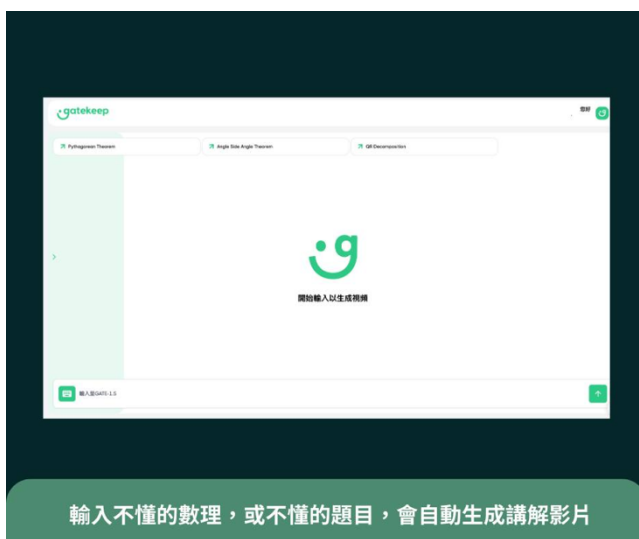 gatekeep
您好
Pythagorean Theorem
Angle Side Angle Theorem
QR Decomposition
開始輸入以生成視頻
輸入至GATE-1.5
輸入不懂的數理，或不懂的題目，會自動生成講解影片